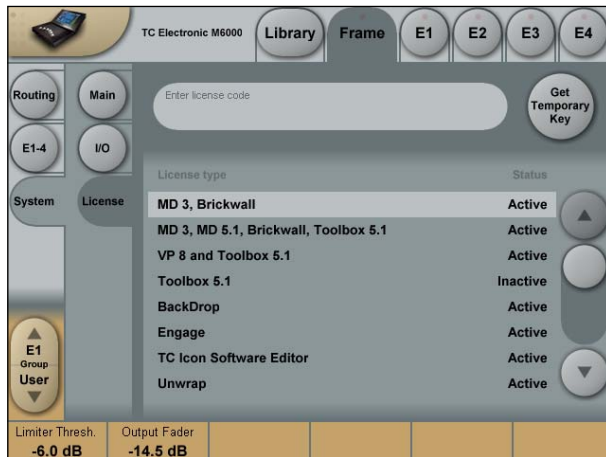 TC Electronic M6000
Library
Frame
E1
E2
E3
E4
Routing
Main
Enter license code
Get
Temporary
Key
E1-4
I/O
License type Status
System
License
MD 3, Brickwall Active
MD 3, MD 5.1, Brickwall, Toolbox 5.1 Active
VP 8 and Toolbox 5.1 Active
Toolbox 5.1 Inactive
BackDrop Active
Engage Active
TC Icon Software Editor Active
Unwrap Active
E1
Group
User
Limiter Thresh. Output Fader
-6.0 dB -14.5 dB